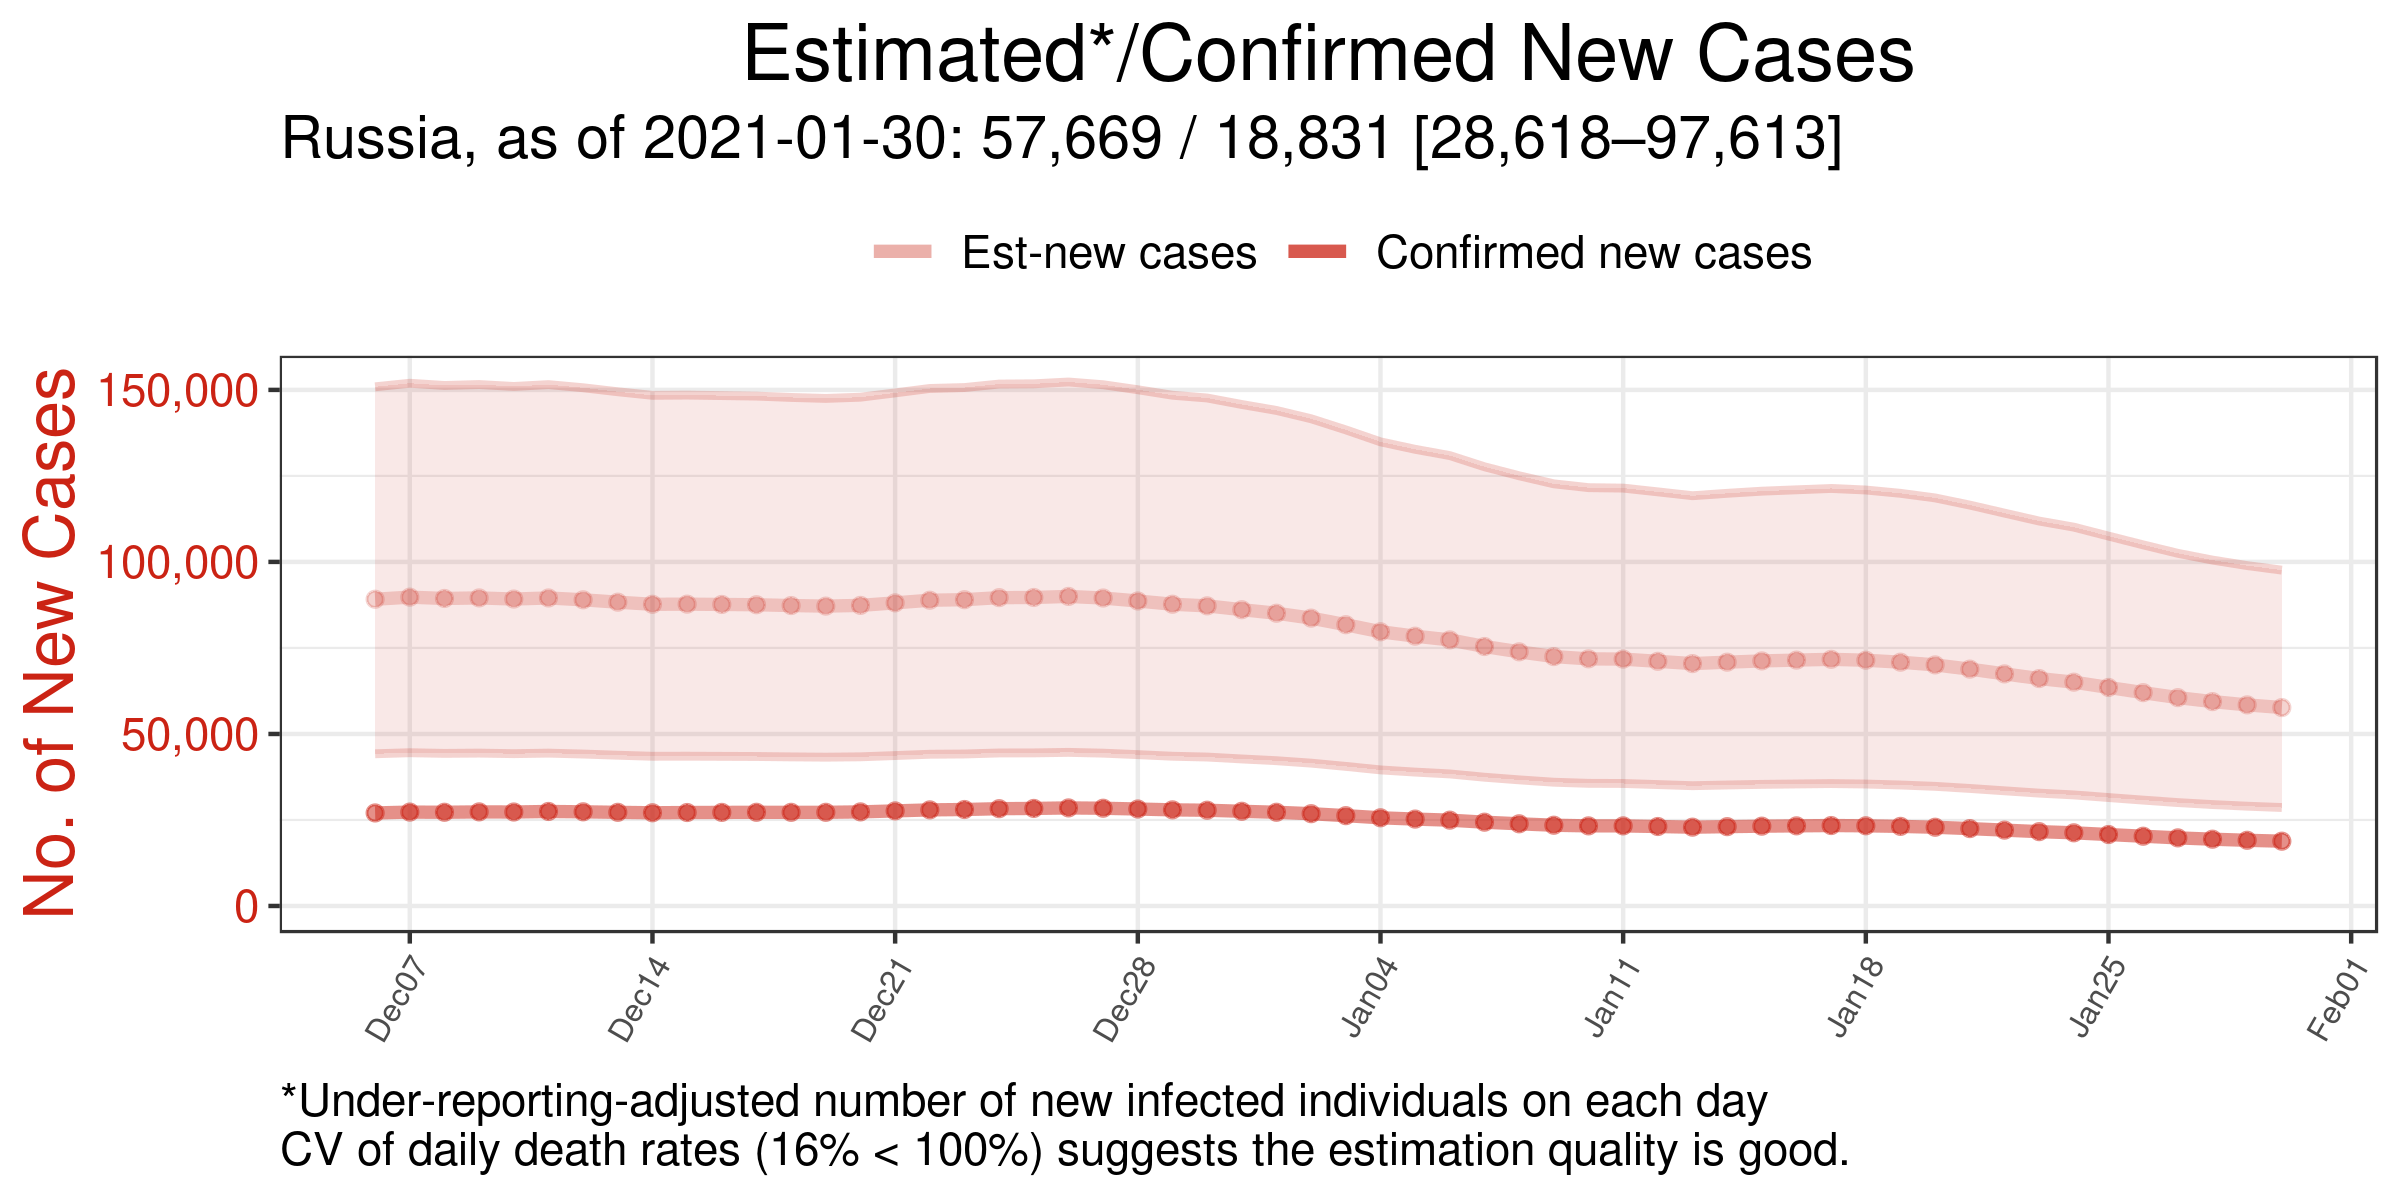 Estimated*/Confirmed New Cases
Russia, as of 2021-01-30: 57,669 / 18,831 [28,618–97,613]
Est-new cases Confirmed new cases
No. of New Cases
150,000
100,000
50,000
0
Dec07 Dec14 Dec21 Dec28 Jan04 Jan11 Jan18 Jan25 Feb01
*Under-reporting-adjusted number of new infected individuals on each day
CV of daily death rates (16% < 100%) suggests the estimation quality is good.